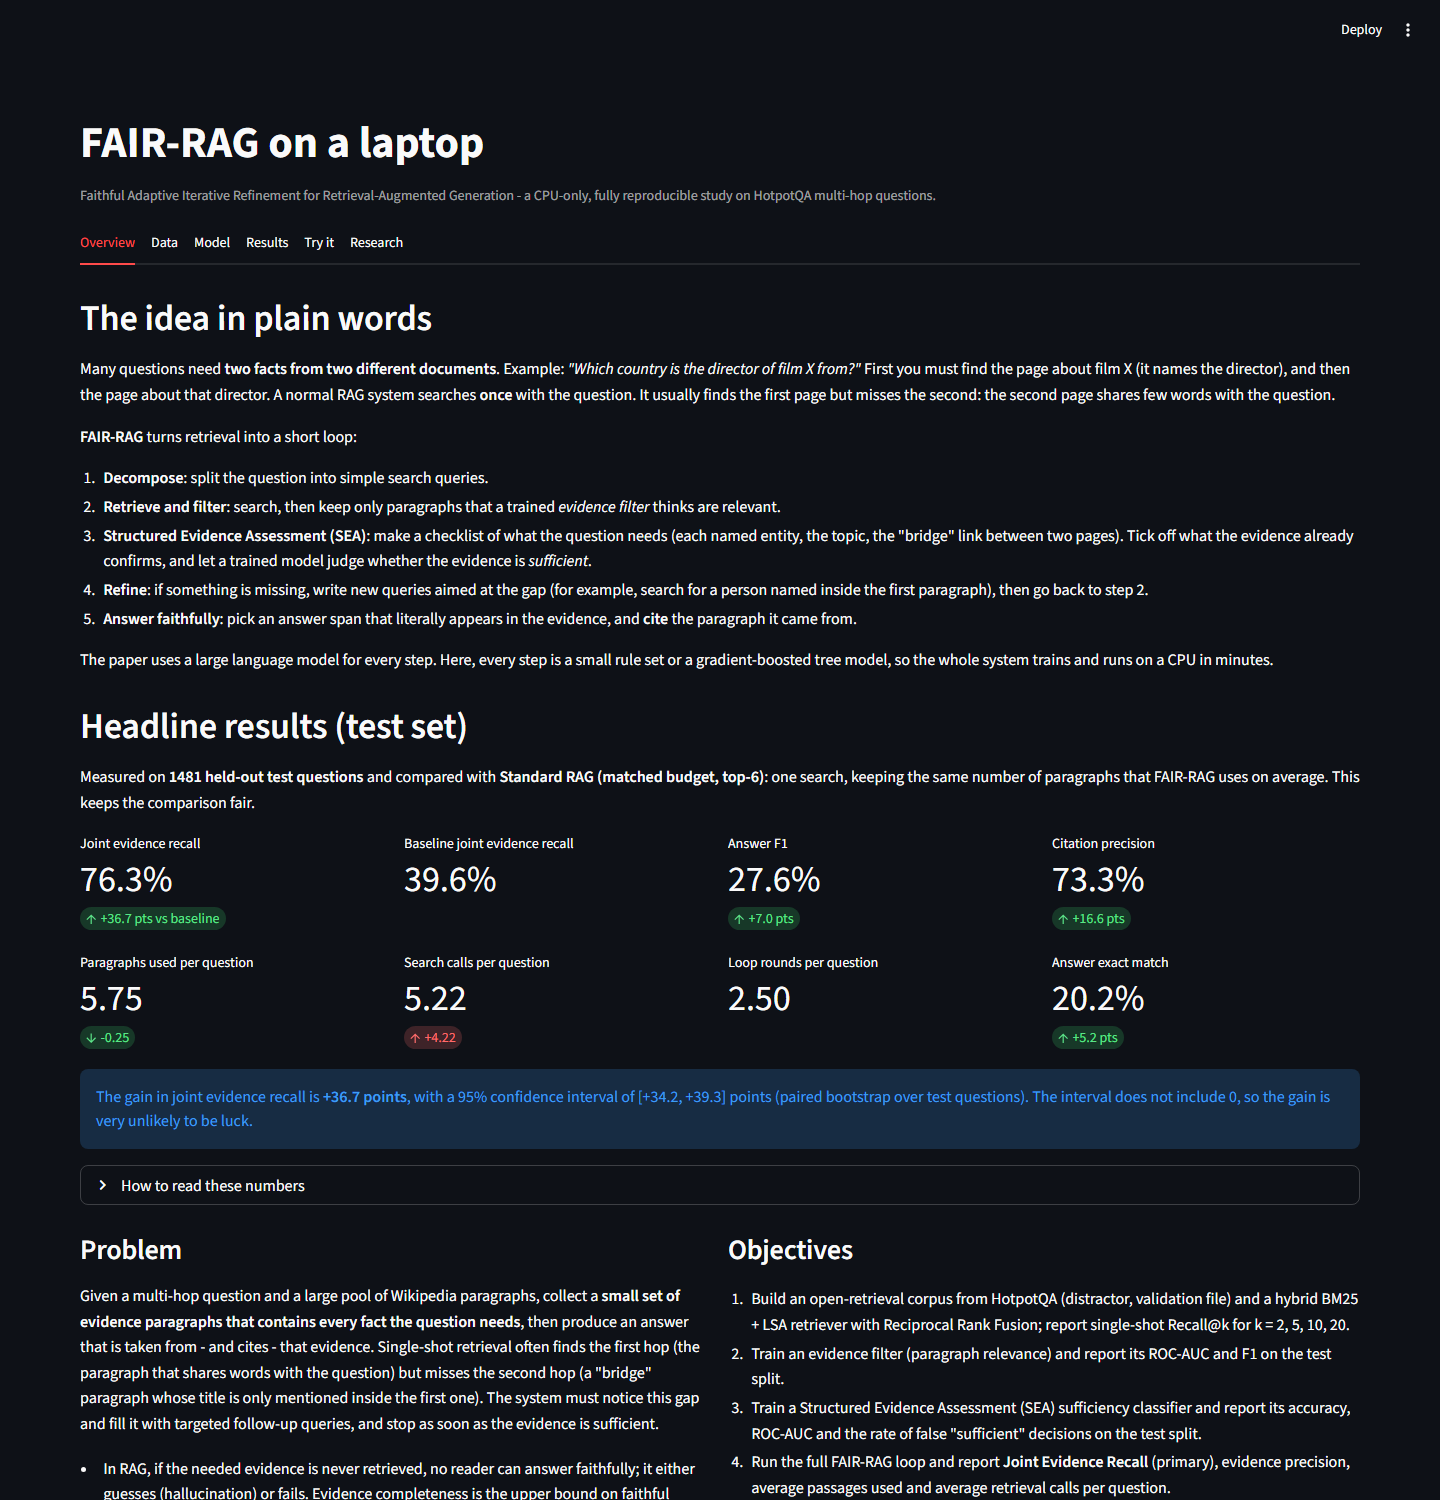 Deploy
FAIR-RAG on a laptop
Faithful Adaptive Iterative Refinement for Retrieval-Augmented Generation - a CPU-only, fully reproducible study on HotpotQA multi-hop questions.
Overview Data Model Results Try it Research
The idea in plain words
Many questions need two facts from two different documents. Example: "Which country is the director of film X from?" First you must find the page about film X (it names the director), and then
the page about that director. A normal RAG system searches once with the question. It usually finds the first page but misses the second: the second page shares few words with the question.
FAIR-RAG turns retrieval into a short loop:
1. Decompose: split the question into simple search queries.
2. Retrieve and filter: search, then keep only paragraphs that a trained evidence filter thinks are relevant.
3. Structured Evidence Assessment (SEA): make a checklist of what the question needs (each named entity, the topic, the "bridge" link between two pages). Tick off what the evidence already
confirms, and let a trained model judge whether the evidence is sufficient.
4. Refine: if something is missing, write new queries aimed at the gap (for example, search for a person named inside the first paragraph), then go back to step 2.
5. Answer faithfully: pick an answer span that literally appears in the evidence, and cite the paragraph it came from.
The paper uses a large language model for every step. Here, every step is a small rule set or a gradient-boosted tree model, so the whole system trains and runs on a CPU in minutes.
Headline results (test set)
Measured on 1481 held-out test questions and compared with Standard RAG (matched budget, top-6): one search, keeping the same number of paragraphs that FAIR-RAG uses on average. This
keeps the comparison fair.
Joint evidence recall Baseline joint evidence recall Answer F1 Citation precision
76.3% 39.6% 27.6% 73.3%
↑ +36.7 pts vs baseline ↑ +7.0 pts ↑ +16.6 pts
Paragraphs used per question Search calls per question Loop rounds per question Answer exact match
5.75 5.22 2.50 20.2%
↓ -0.25 ↑ +4.22 ↑ +5.2 pts
The gain in joint evidence recall is +36.7 points, with a 95% confidence interval of [+34.2, +39.3] points (paired bootstrap over test questions). The interval does not include 0, so the gain is
very unlikely to be luck.
How to read these numbers
Problem
Given a multi-hop question and a large pool of Wikipedia paragraphs, collect a small set of
evidence paragraphs that contains every fact the question needs, then produce an answer
that is taken from - and cites - that evidence. Single-shot retrieval often finds the first hop (the
paragraph that shares words with the question) but misses the second hop (a "bridge"
paragraph whose title is only mentioned inside the first one). The system must notice this gap
and fill it with targeted follow-up queries, and stop as soon as the evidence is sufficient.
• In RAG, if the needed evidence is never retrieved, no reader can answer faithfully; it either
guesses (hallucination) or fails. Evidence completeness is the upper bound on faithful
Objectives
1. Build an open-retrieval corpus from HotpotQA (distractor, validation file) and a hybrid BM25
+ LSA retriever with Reciprocal Rank Fusion; report single-shot Recall@k for k = 2, 5, 10, 20.
2. Train an evidence filter (paragraph relevance) and report its ROC-AUC and F1 on the test
split.
3. Train a Structured Evidence Assessment (SEA) sufficiency classifier and report its accuracy,
ROC-AUC and the rate of false "sufficient" decisions on the test split.
4. Run the full FAIR-RAG loop and report Joint Evidence Recall (primary), evidence precision,
average passages used and average retrieval calls per question.